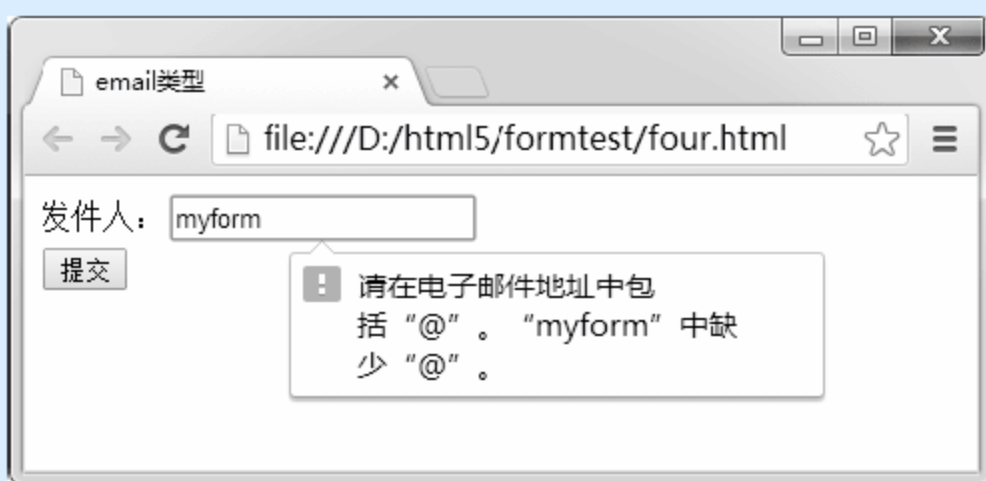 email类型
file:///D:/html5/formtest/four.html
发件人：myform
提交
请在电子邮件地址中包
括“@”。“myform”中缺
少“@”。